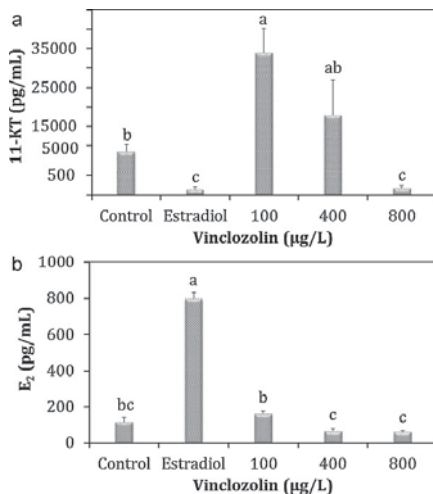 a
11-KT (pg/mL)
35000
15000
5000
500
b
c
a
ab
c
Control Estradiol 100 400 800
Vinclozolin (µg/L)
b
E2 (pg/mL)
1000
800
600
400
200
0
bc
a
b
c
c
Control Estradiol 100 400 800
Vinclozolin (µg/L)